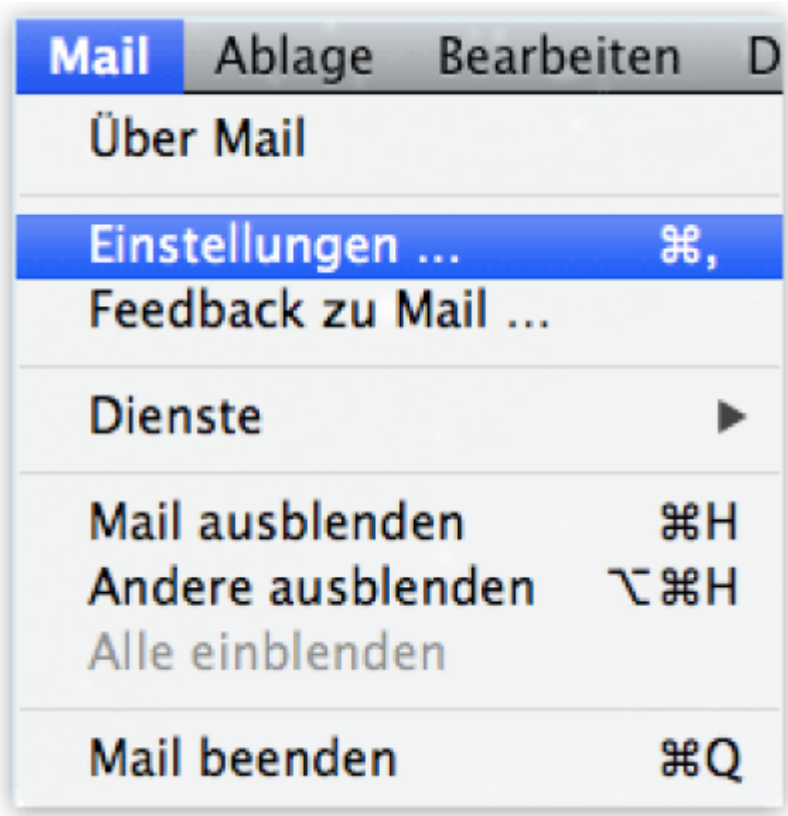 Mail Ablage Bearbeiten D
Über Mail
Einstellungen ... ⌘,
Feedback zu Mail ...
Dienste ▶
Mail ausblenden ⌘H
Andere ausblenden ⌥⌘H
Alle einblenden
Mail beenden ⌘Q